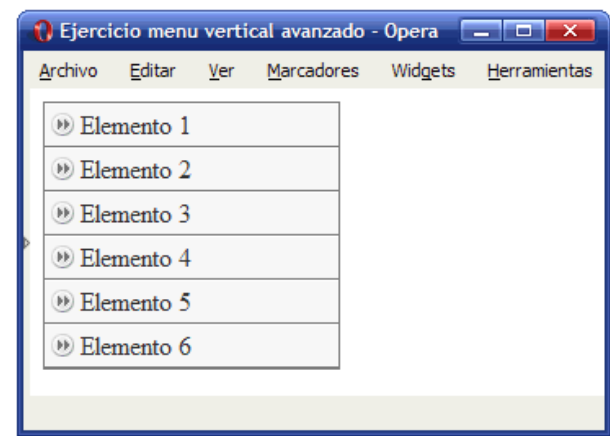 Ejercicio menu vertical avanzado - Opera
Archivo Editar Ver Marcadores Widgets Herramientas
Elemento 1
Elemento 2
Elemento 3
Elemento 4
Elemento 5
Elemento 6